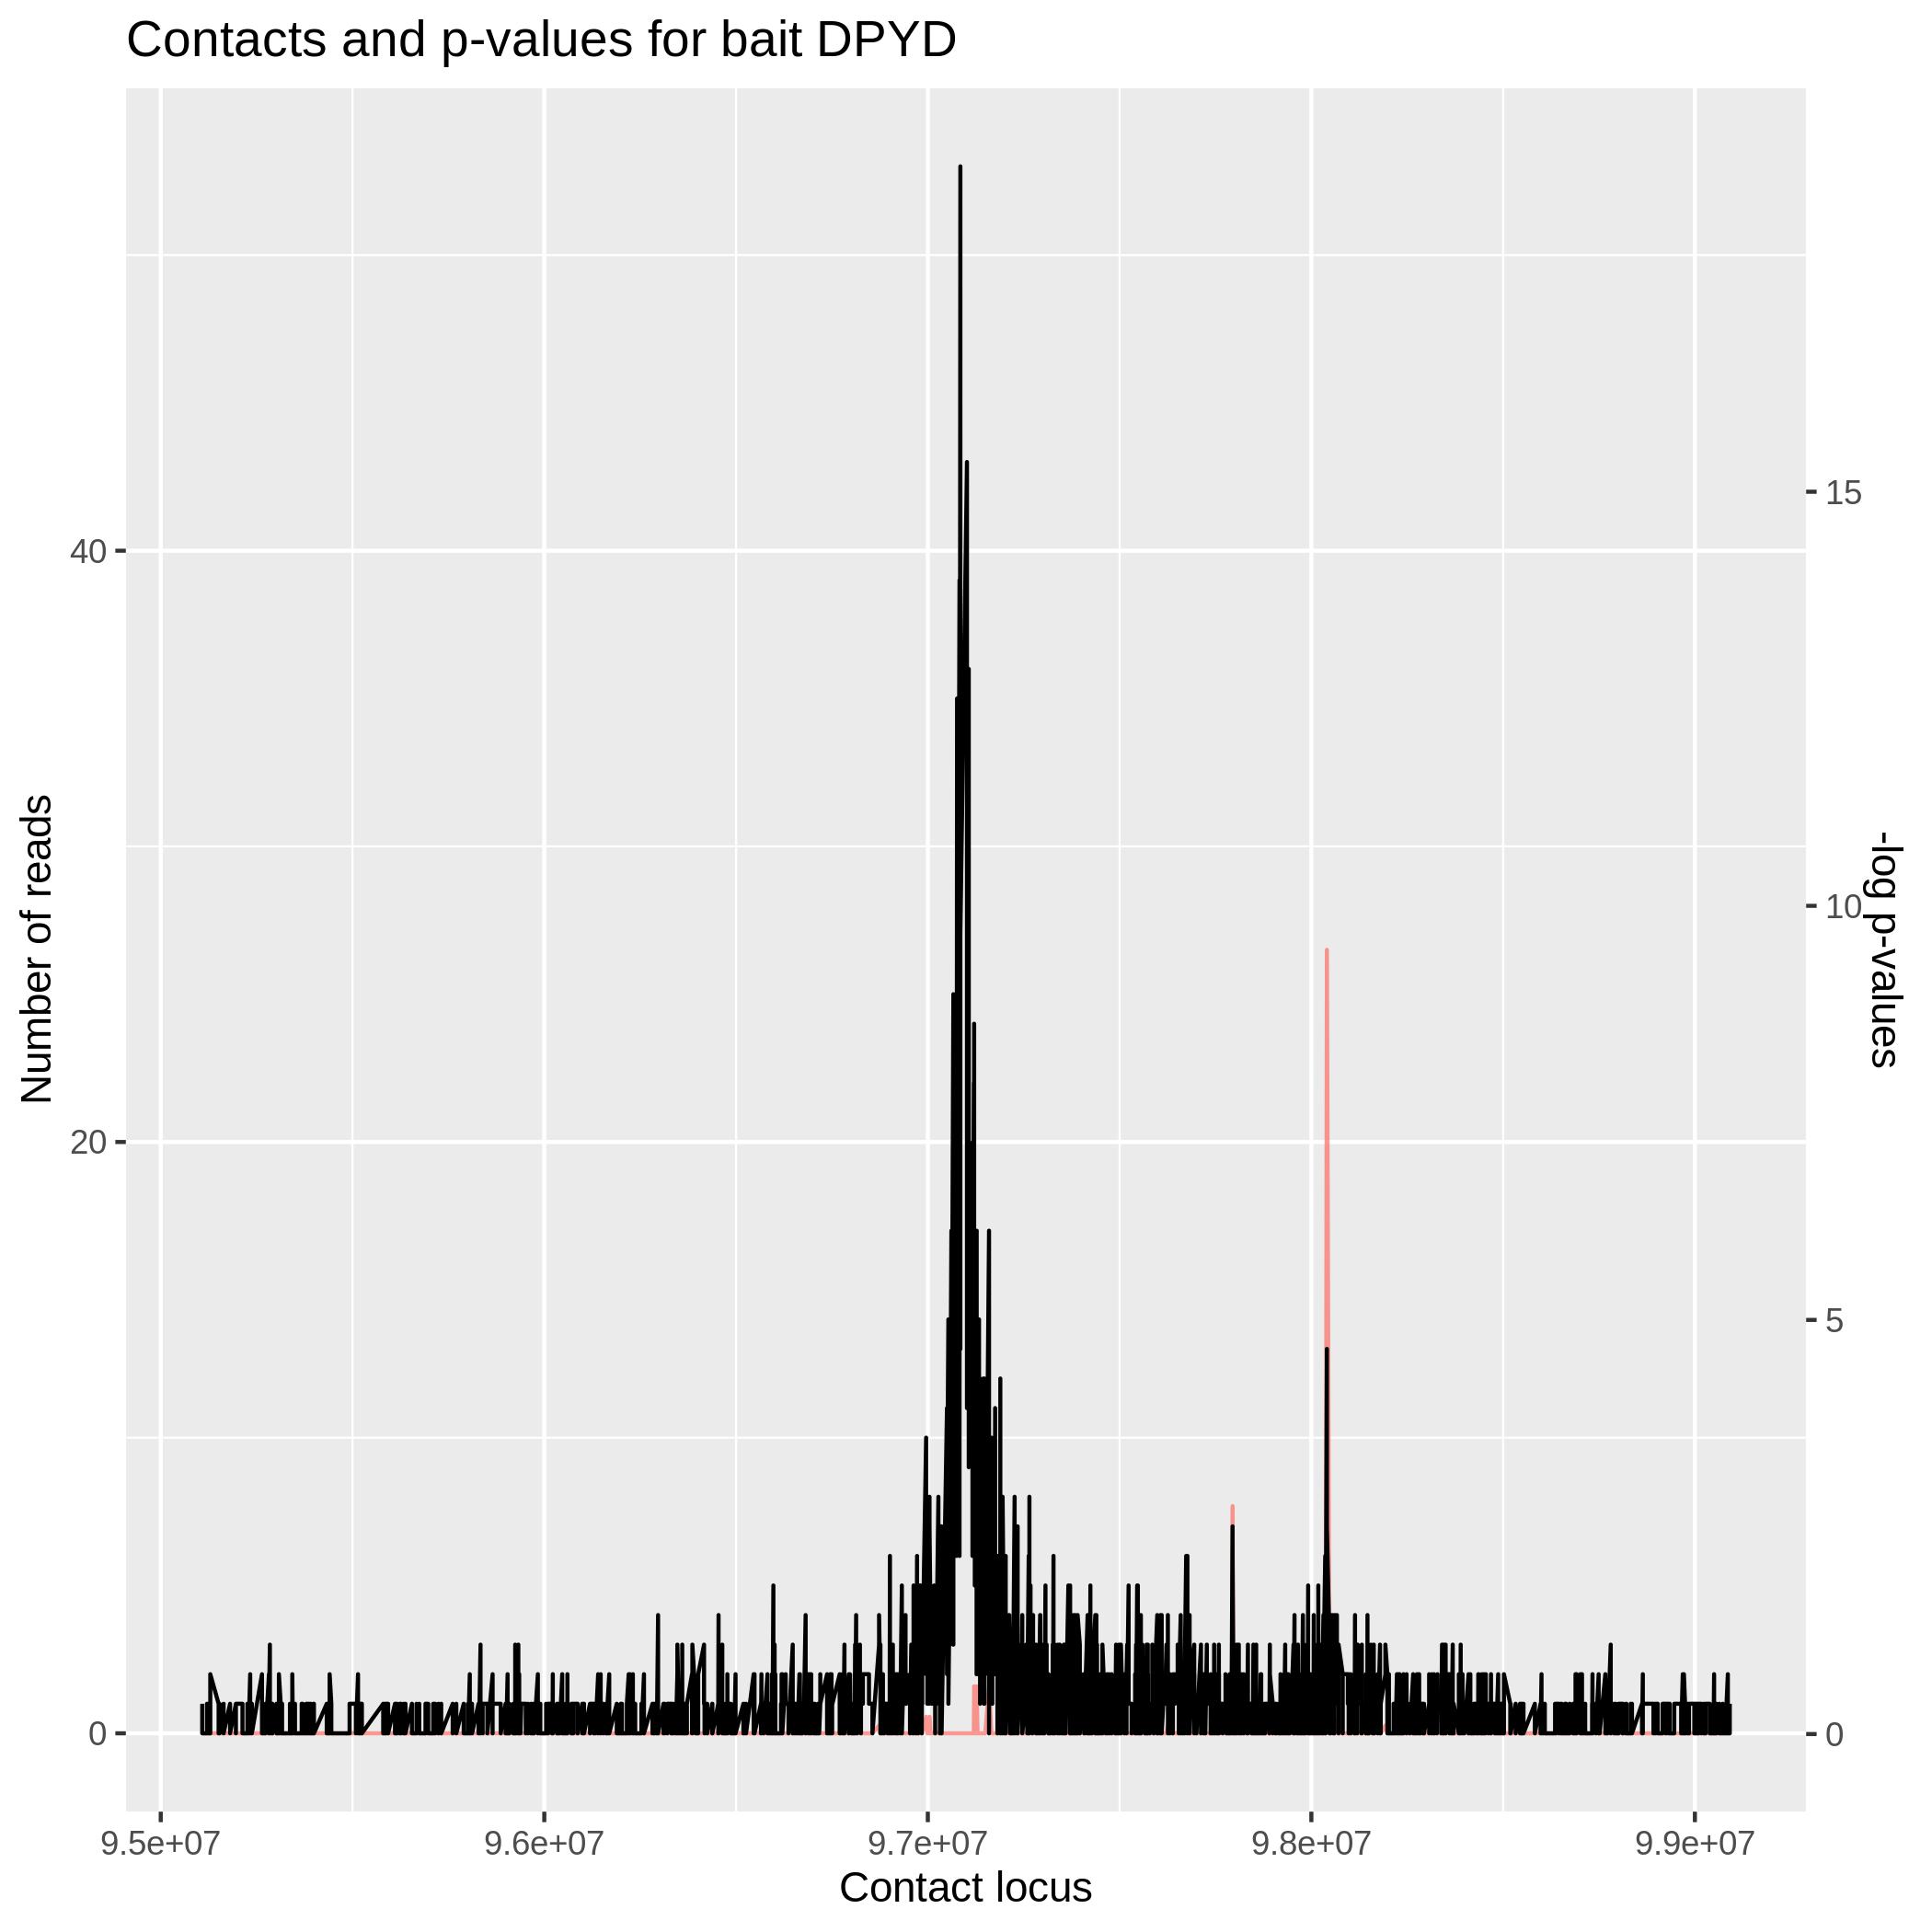 Contacts and p-values for bait DPYD
Number of reads
40
20
0
15
10
5
0
-log p-values
9.5e+07 9.6e+07 9.7e+07 9.8e+07 9.9e+07
Contact locus